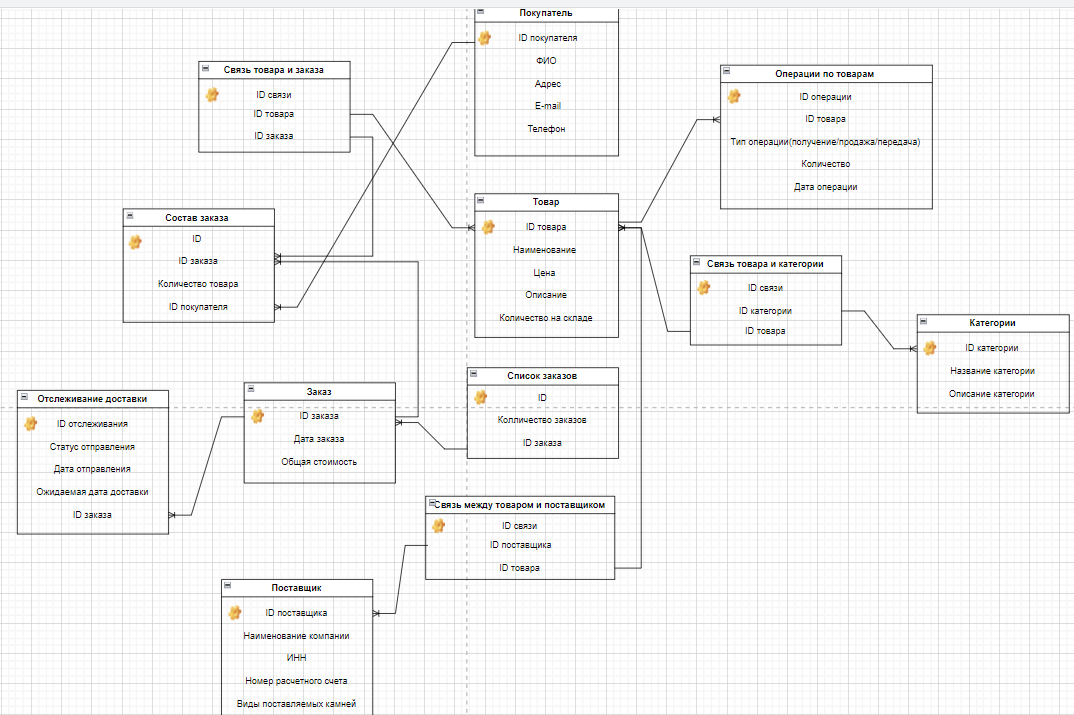 Покупатель
ID покупателя
ФИО
Адрес
E-mail
Телефон
Связь товара и заказа
ID связи
ID товара
ID заказа
Операции по товарам
ID операции
ID товара
Тип операции(получение/продажа/передача)
Количество
Дата операции
Состав заказа
ID
ID заказа
Количество товара
ID покупателя
Товар
ID товара
Наименование
Цена
Описание
Количество на складе
Связь товара и категории
ID связи
ID категории
ID товара
Категории
ID категории
Название категории
Описание категории
Отслеживание доставки
ID отслеживания
Статус отправления
Дата отправления
Ожидаемая дата доставки
ID заказа
Заказ
ID заказа
Дата заказа
Общая стоимость
Список заказов
ID
Колличество заказов
ID заказа
Связь между товаром и поставщиком
ID связи
ID поставщика
ID товара
Поставщик
ID поставщика
Наименование компании
ИНН
Номер расчетного счета
Виды поставляемых камней